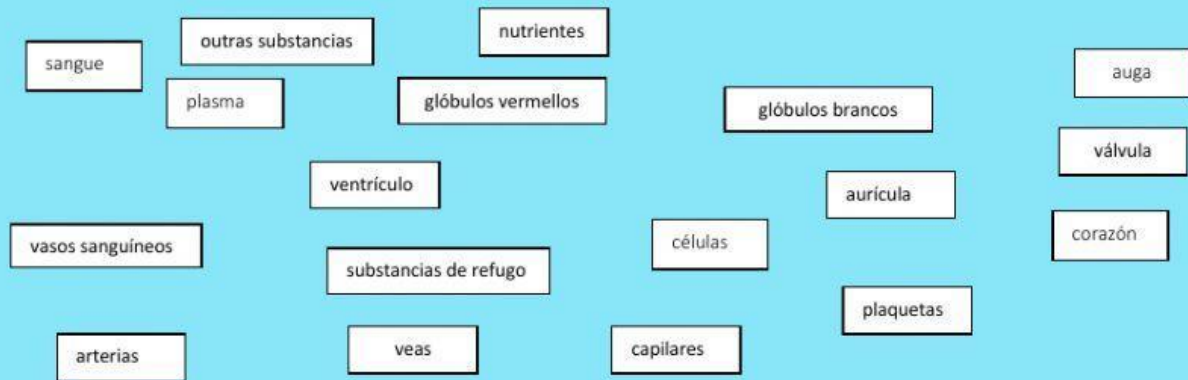 nutrientes
outras substancias
sangue
auga
plasma
glóbulos vermellos
glóbulos brancos
válvula
ventrículo
aurícula
corazón
vasos sanguíneos
células
substancias de refugo
plaquetas
arterias
veas
capilares